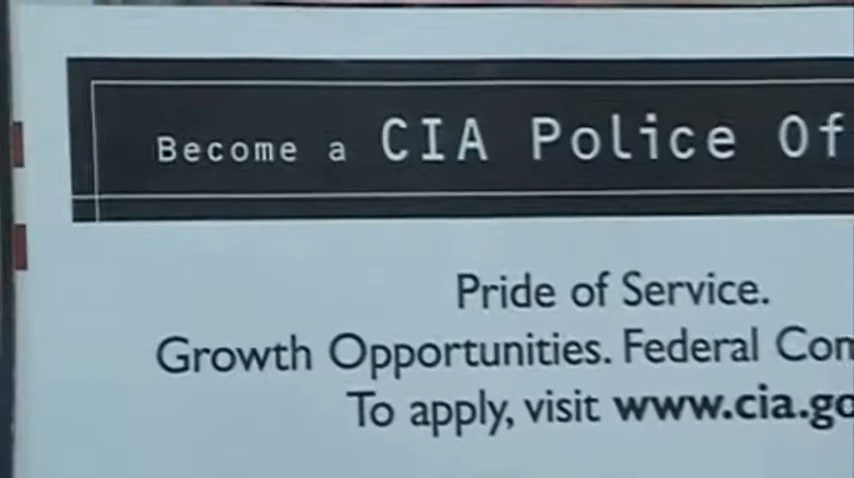 Become a CIA Police Of
Pride of Service.
Growth Opportunities. Federal Con
To apply, visit www.cia.go